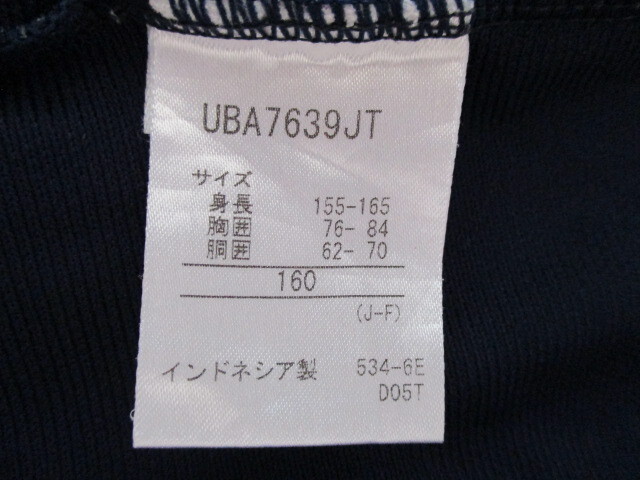 UBA7639JT
サイズ
身長 155-165
胸囲 76- 84
胴囲 62- 70
160
(J-F)
インドネシア製 534-6E
D05T